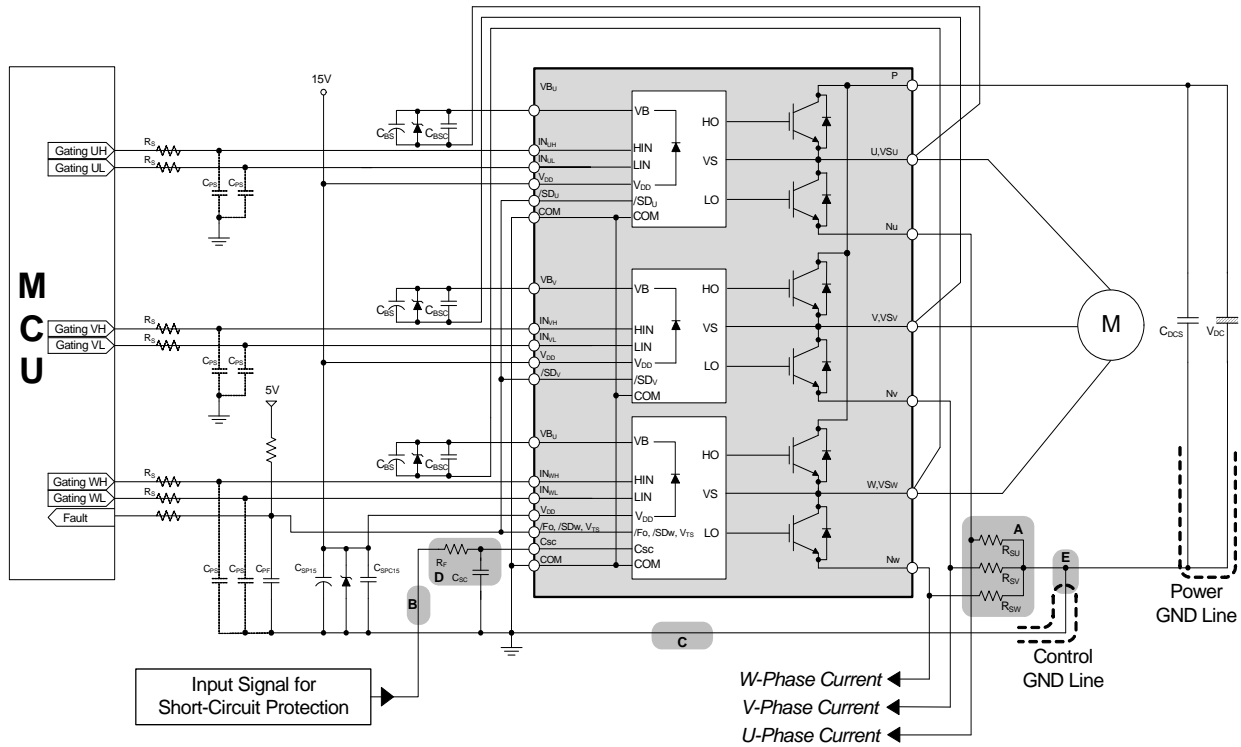 MCU
15V
5V
Gating UH
Gating UL
Gating VH
Gating VL
Gating WH
Gating WL
Fault
RS
RS
RS
RS
RS
RS
CPS
CPS
CPS
CPS
CPS
CPS
CPF
CSP15
CSPC15
CBS
CBSC
CBS
CBSC
CBS
CBSC
RF
D
CSC
B
C
VBU
INUH
INUL
VDD
/SDU
COM
VB
HIN
LIN
VDD
/SDU
COM
HO
VS
LO
P
U,VSU
Nu
VBV
INVH
INVL
VDD
/SDV
VB
HIN
LIN
VDD
/SDV
COM
HO
VS
LO
V,VSV
Nv
VBU
INWH
INWL
VDD
/Fo, /SDw, VTS
Csc
COM
VB
HIN
LIN
VDD
/Fo, /SDw, VTS
Csc
COM
HO
VS
LO
W,VSW
Nw
M
CDCS
VDC
A
RSU
RSV
RSW
E
Power
GND Line
Control
GND Line
Input Signal for
Short-Circuit Protection
W-Phase Current
V-Phase Current
U-Phase Current